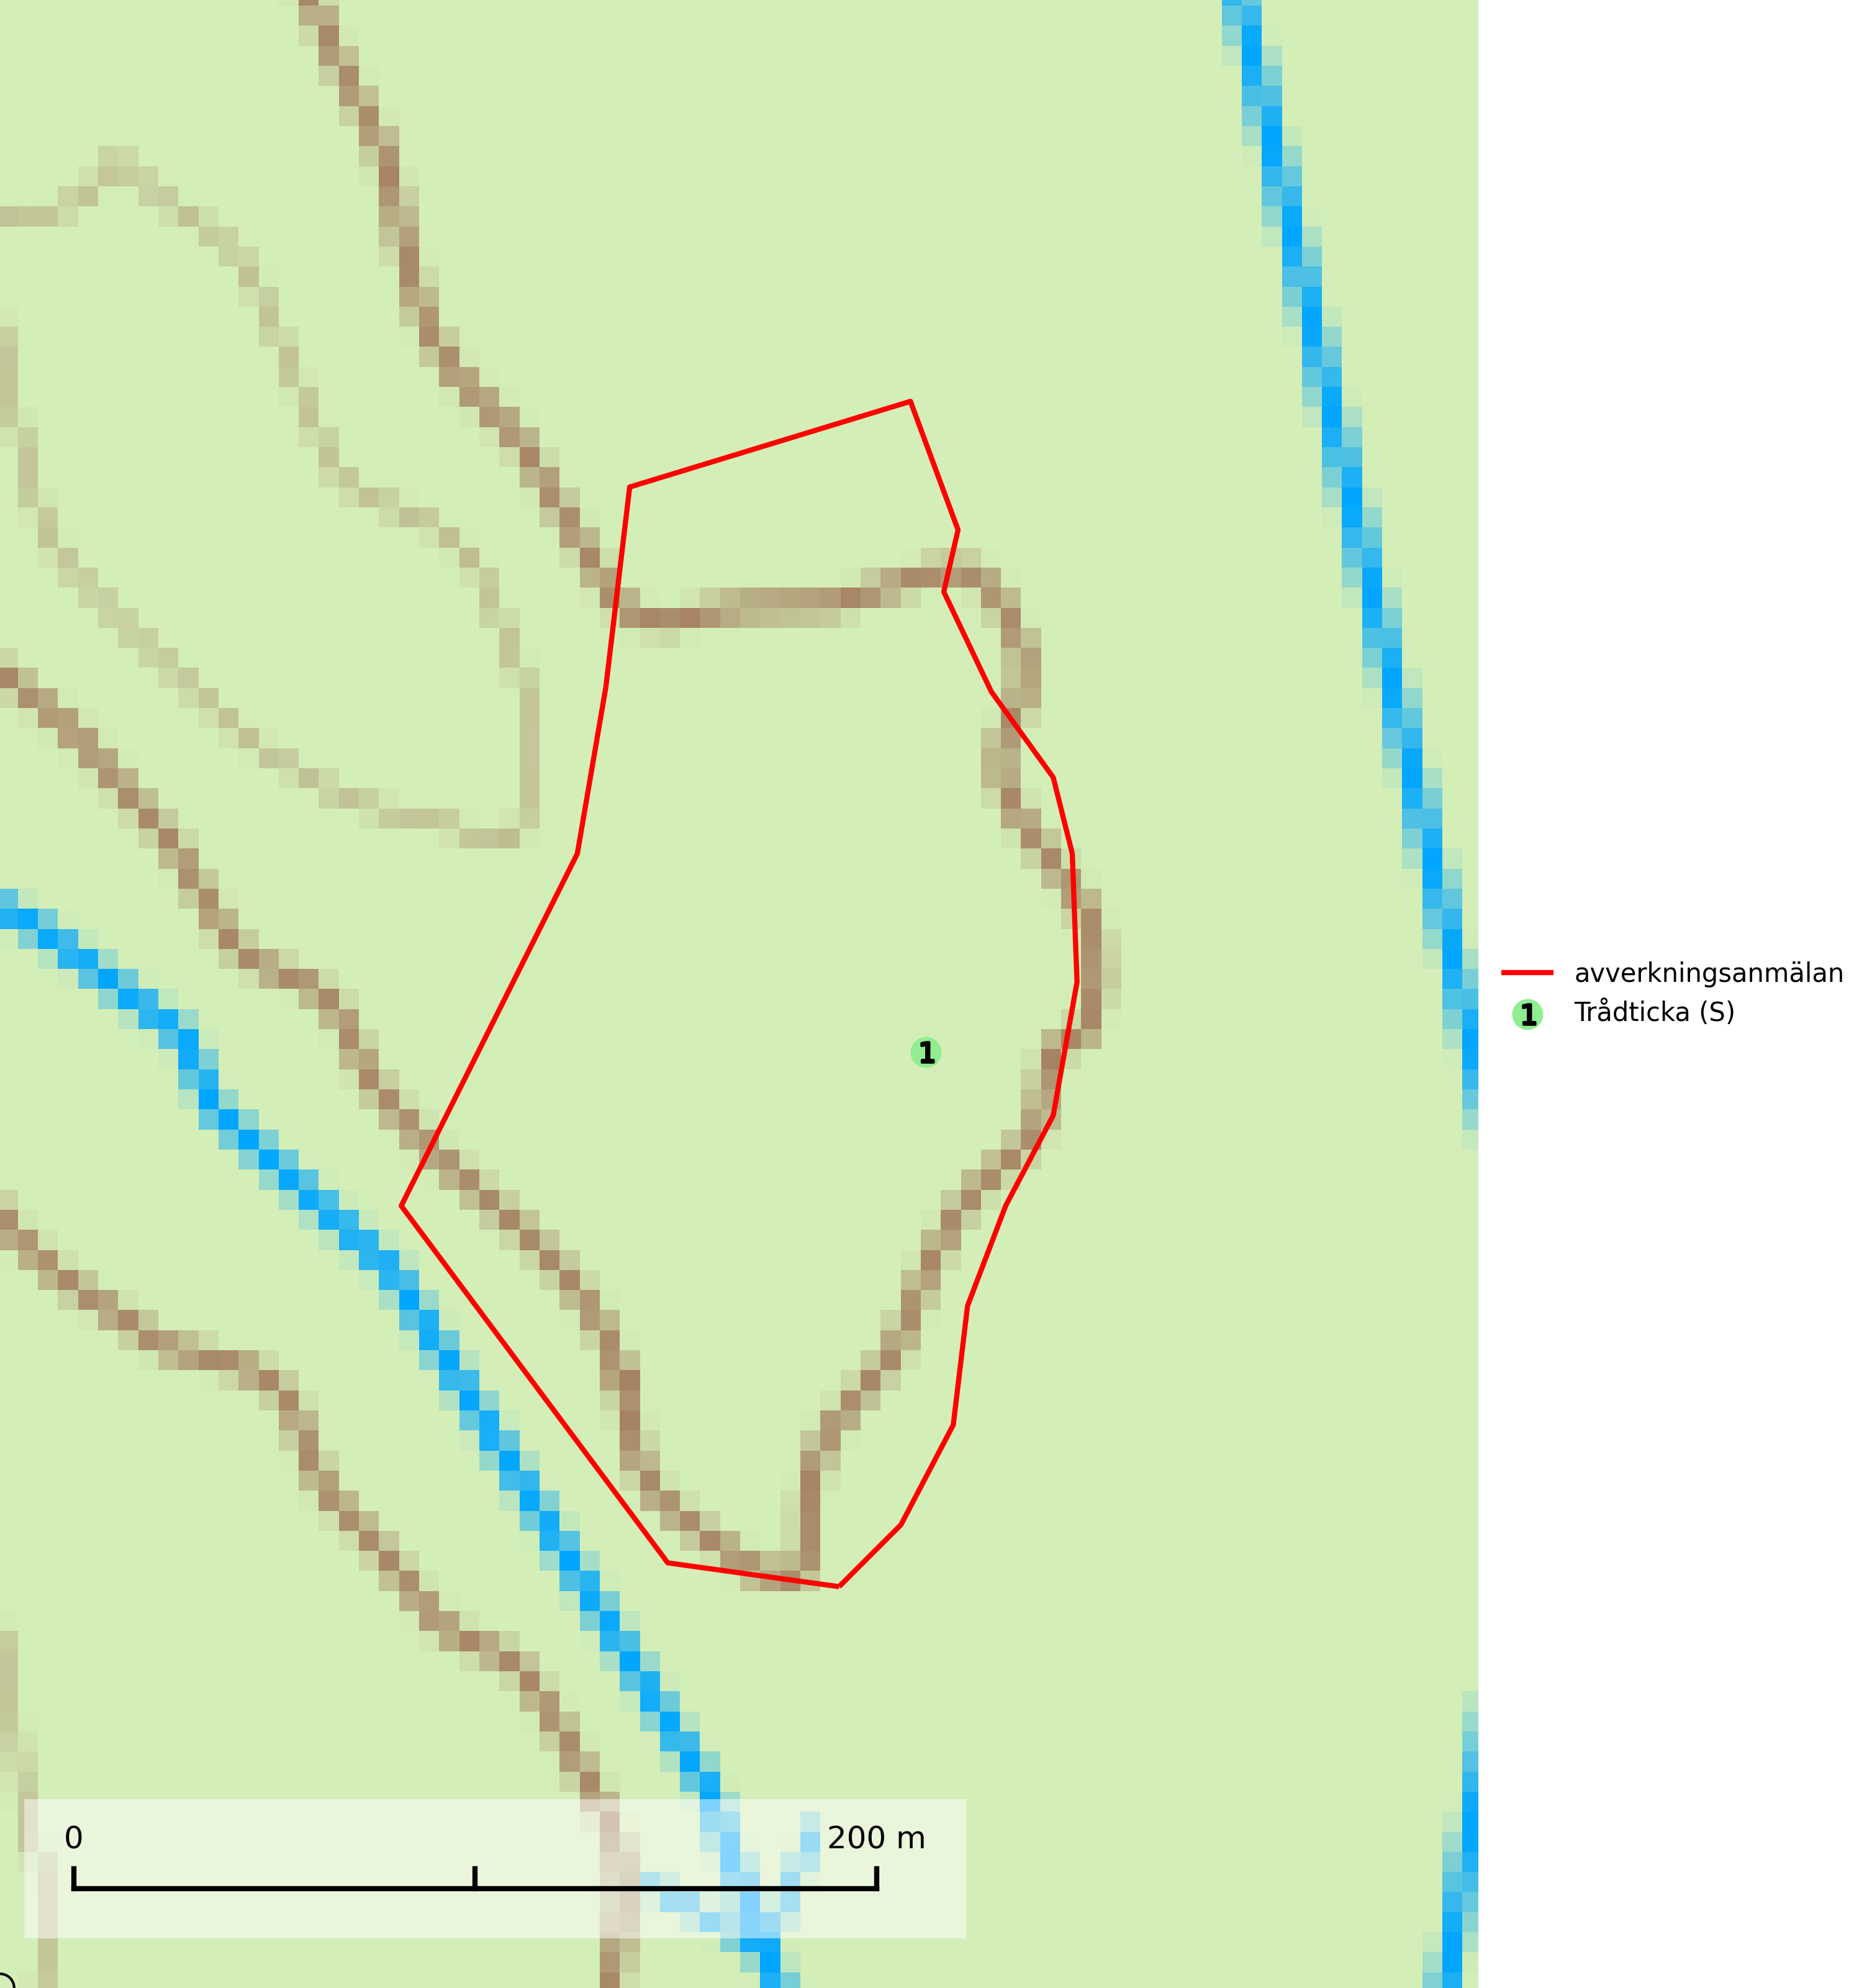 1
avverkningsanmälan
1 Trådticka (S)
0 200 m